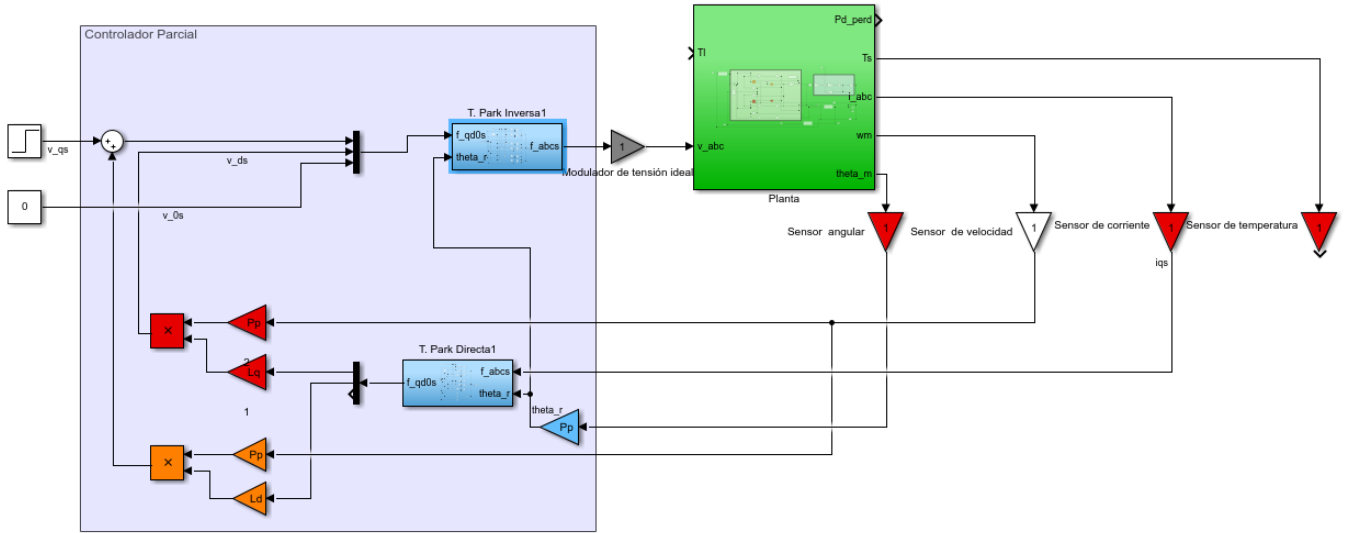 Controlador Parcial
Pd_perd
Tl
Ts
i_abc
wm
theta_m
v_abc
Planta
T. Park Inversa1
f_qd0s
theta_r
f_abcs
1
Modulador de tensión ideal
v_qs
+
+
v_ds
0
v_0s
Sensor angular
1
Sensor de velocidad
1
Sensor de corriente
1
Sensor de temperatura
1
iqs
×
Pp
2
Lq
T. Park Directa1
f_qd0s
f_abcs
theta_r
1
theta_r
Pp
×
Pp
Ld